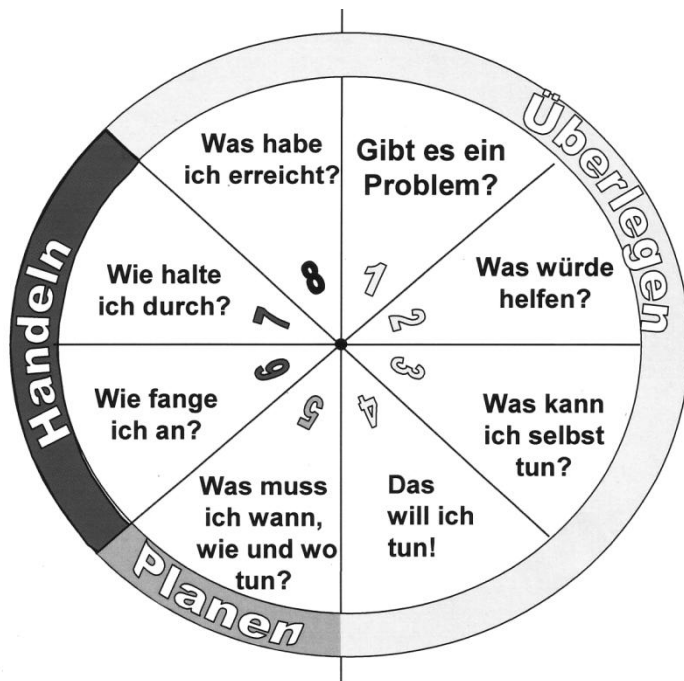 Überlegen
Gibt es ein
Problem?
1
Was würde
helfen?
2
Was kann
ich selbst
tun?
3
Das
will ich
tun!
4
Planen
Was muss
ich wann,
wie und wo
tun?
5
Handeln
Wie fange
ich an?
6
Wie halte
ich durch?
7
Was habe
ich erreicht?
8